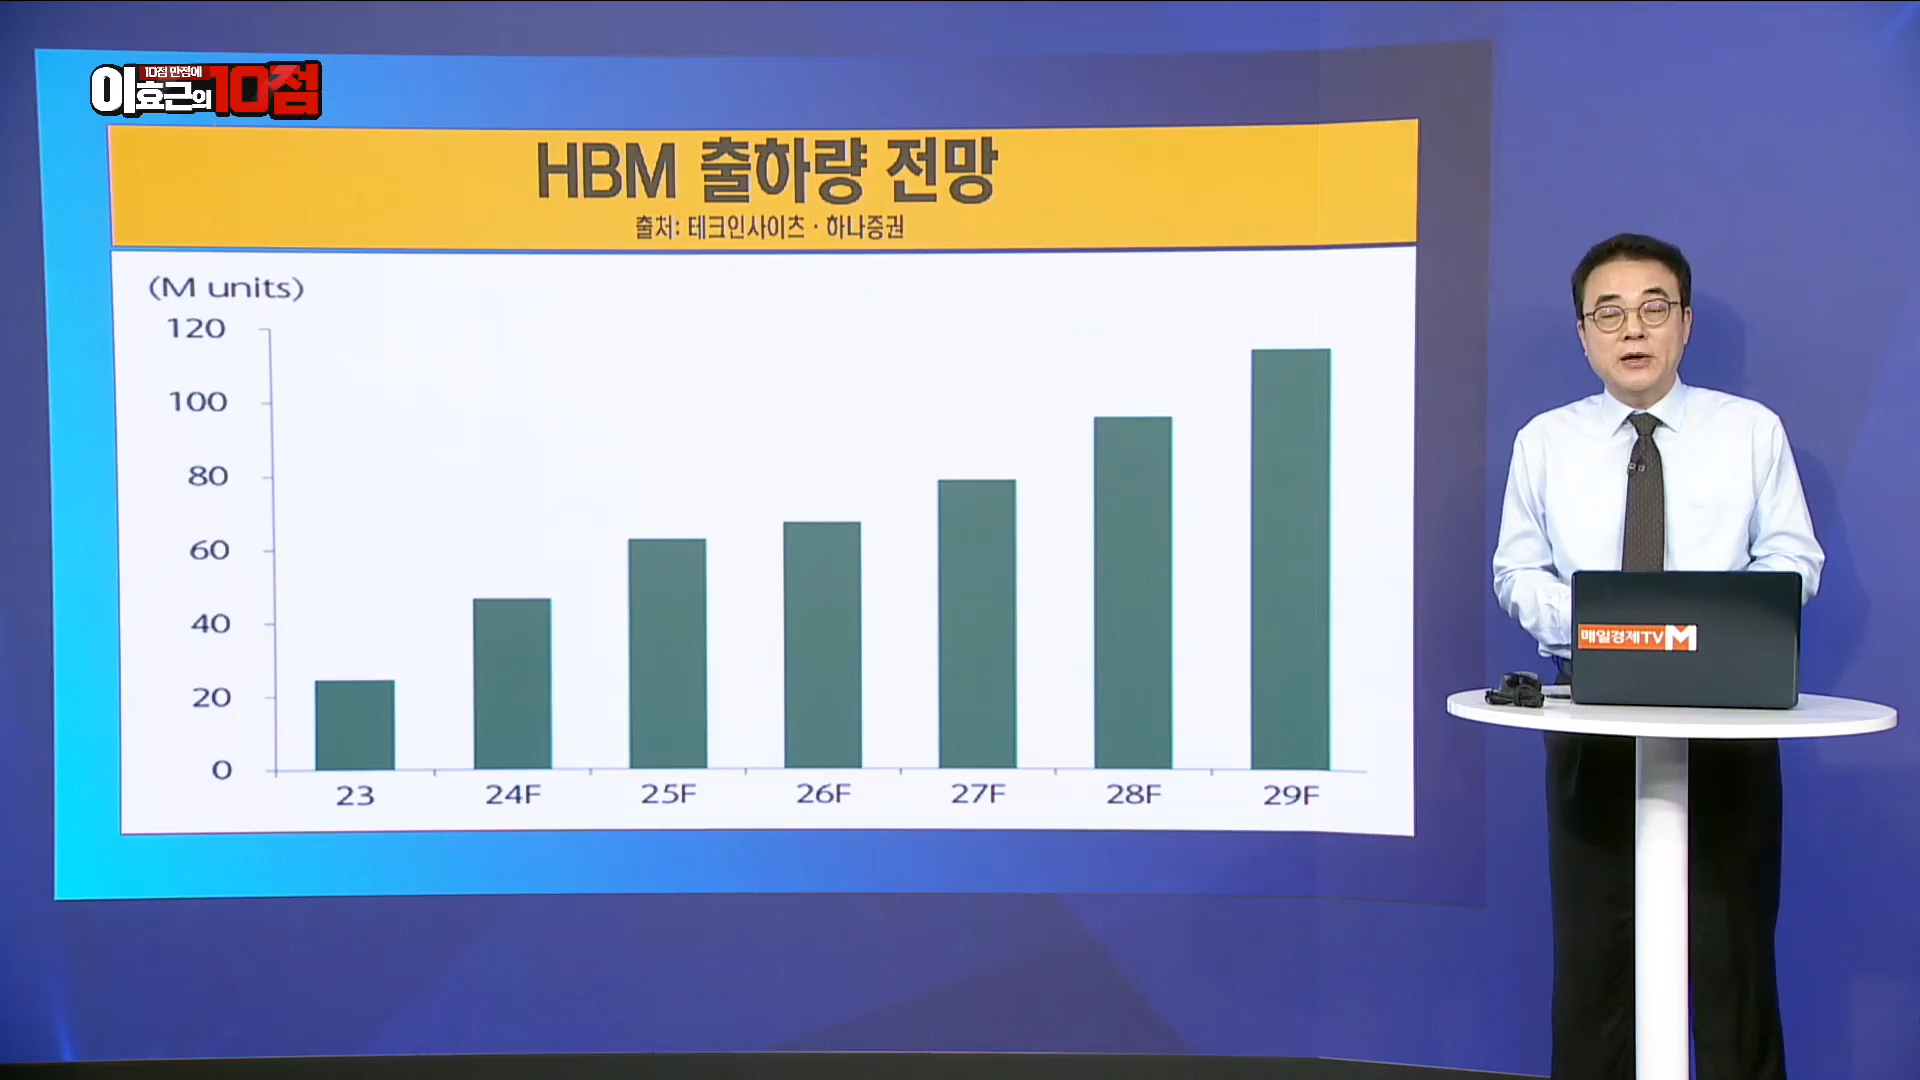 10점 만점에
이효근의 10점
HBM 출하량 전망
출처: 테크인사이츠 · 하나증권
(M units)
120
100
80
60
40
20
0
23 24F 25F 26F 27F 28F 29F
매일경제TV M